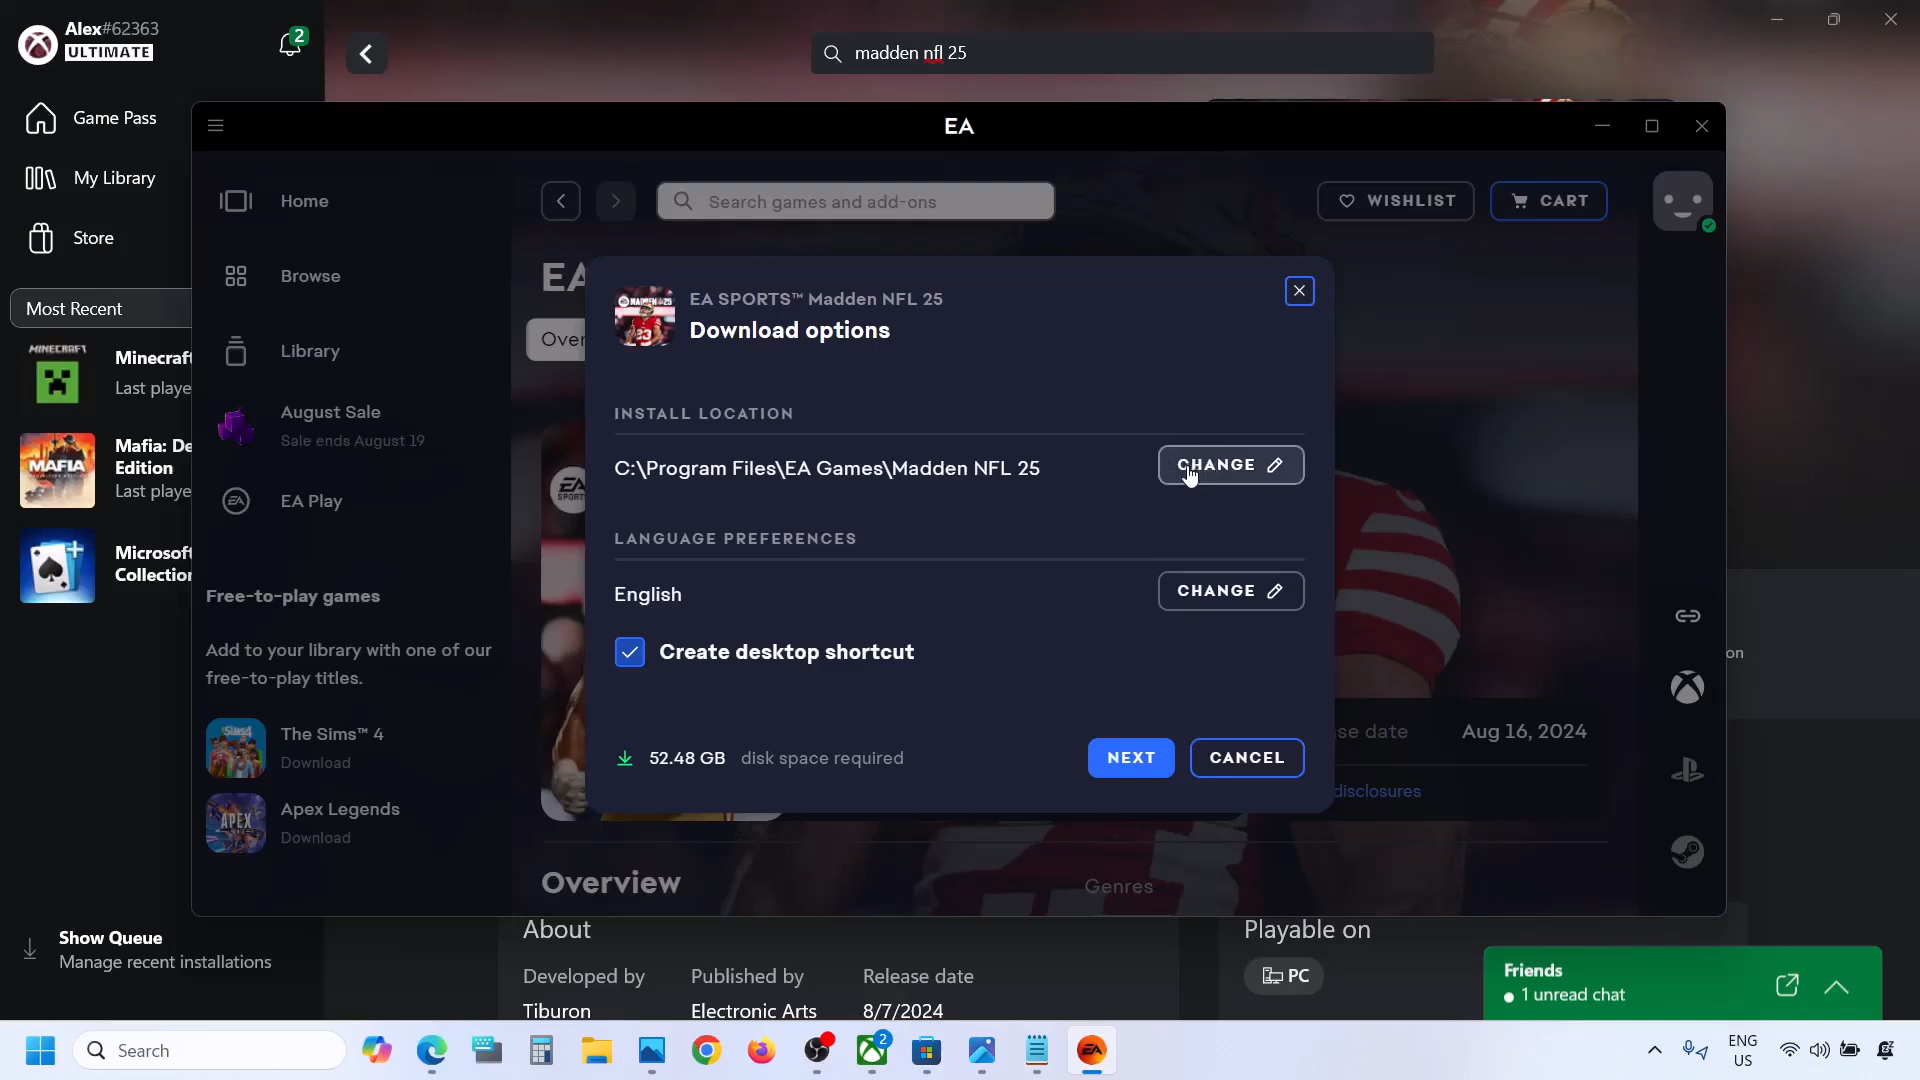 Alex#62363
ULTIMATE
2
madden nfl 25
Game Pass
My Library
Store
Most Recent
Last playe
Mafia: De
Edition
Last playe
Microsoft
EA
Home
Browse
Library
August Sale
Sale ends August 19
EA Play
Free-to-play games
Add to your library with one of our
free-to-play titles.
The Sims™ 4
Download
Apex Legends
Download
Search games and add-ons
WISHLIST
CART
EA SPORTS™ Madden NFL 25
Download options
INSTALL LOCATION
C:\Program Files\EA Games\Madden NFL 25
CHANGE
LANGUAGE PREFERENCES
English
CHANGE
Create desktop shortcut
52.48 GB disk space required
NEXT
CANCEL
se date
Aug 16, 2024
disclosures
on
Overview
Genres
Show Queue
Manage recent installations
About
Developed by
Tiburon
Published by
Electronic Arts
Release date
8/7/2024
Playable on
PC
Friends
1 unread chat
Search
2
ENG
US